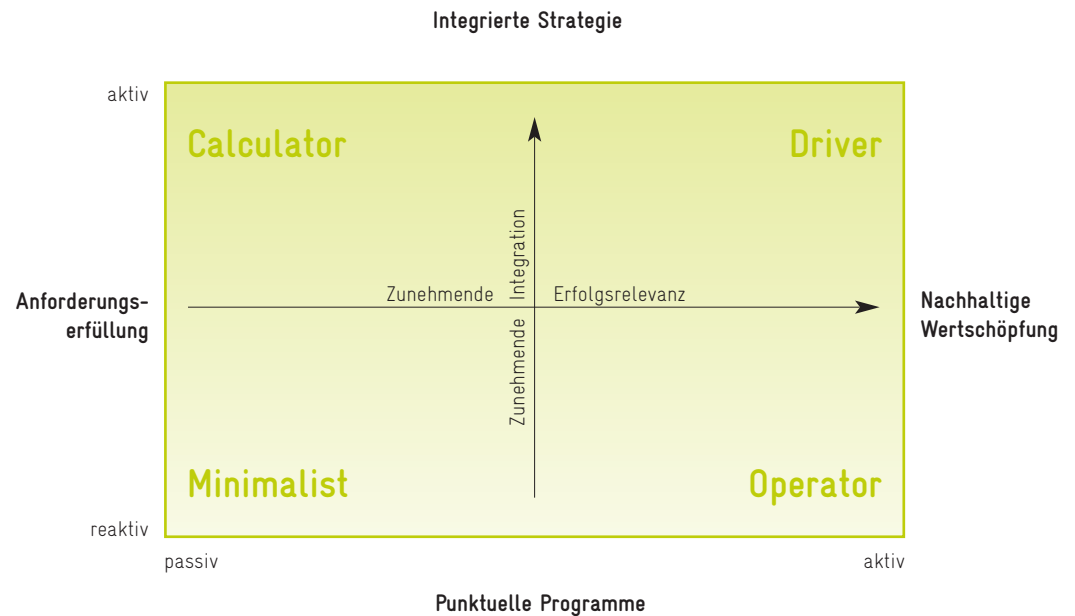 Integrierte Strategie
aktiv
Calculator
Driver
Zunehmende Integration
Zunehmende Erfolgsrelevanz
Anforderungs-
erfüllung
Nachhaltige
Wertschöpfung
Minimalist
Operator
reaktiv
passiv
aktiv
Punktuelle Programme